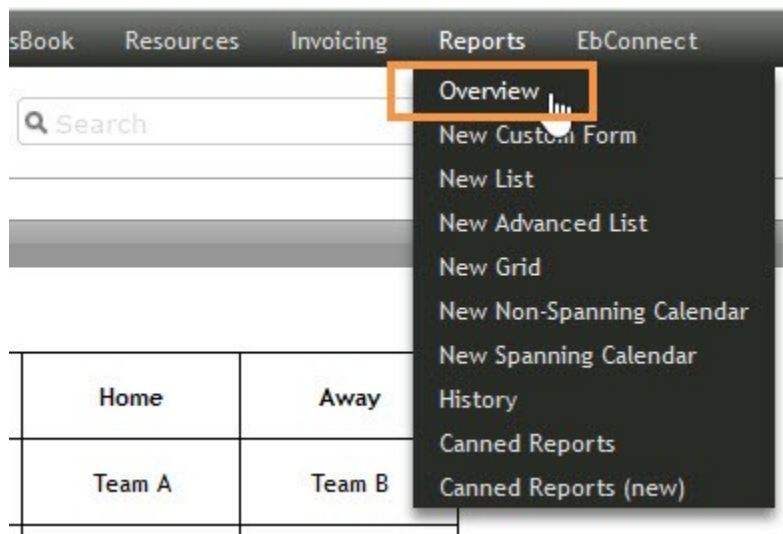 sBook Resources Invoicing Reports EbConnect
Search
Overview
New Custom Form
New List
New Advanced List
New Grid
New Non-Spanning Calendar
New Spanning Calendar
History
Canned Reports
Canned Reports (new)
Home Away
Team A Team B